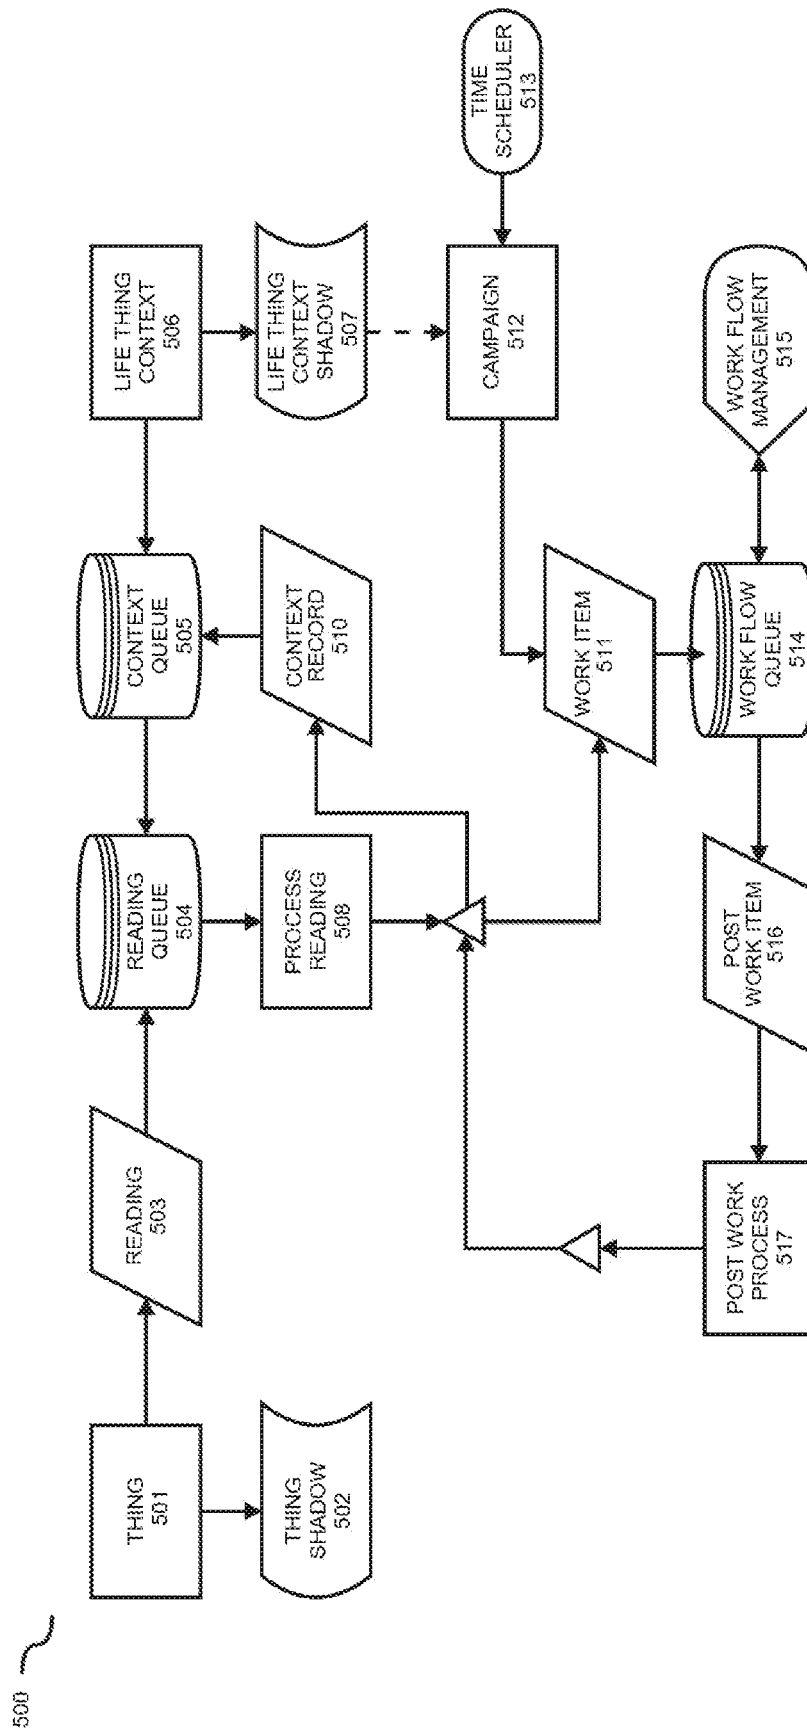 500
THING
501
THING
SHADOW
502
READING
503
READING
QUEUE
504
CONTEXT
QUEUE
505
LIFE THING
CONTEXT
506
LIFE THING
CONTEXT
SHADOW
507
PROCESS
READING
508
CONTEXT
RECORD
510
WORK ITEM
511
CAMPAIGN
512
TIME
SCHEDULER
513
WORK FLOW
QUEUE
514
WORK FLOW
MANAGEMENT
515
POST
WORK ITEM
516
POST WORK
PROCESS
517